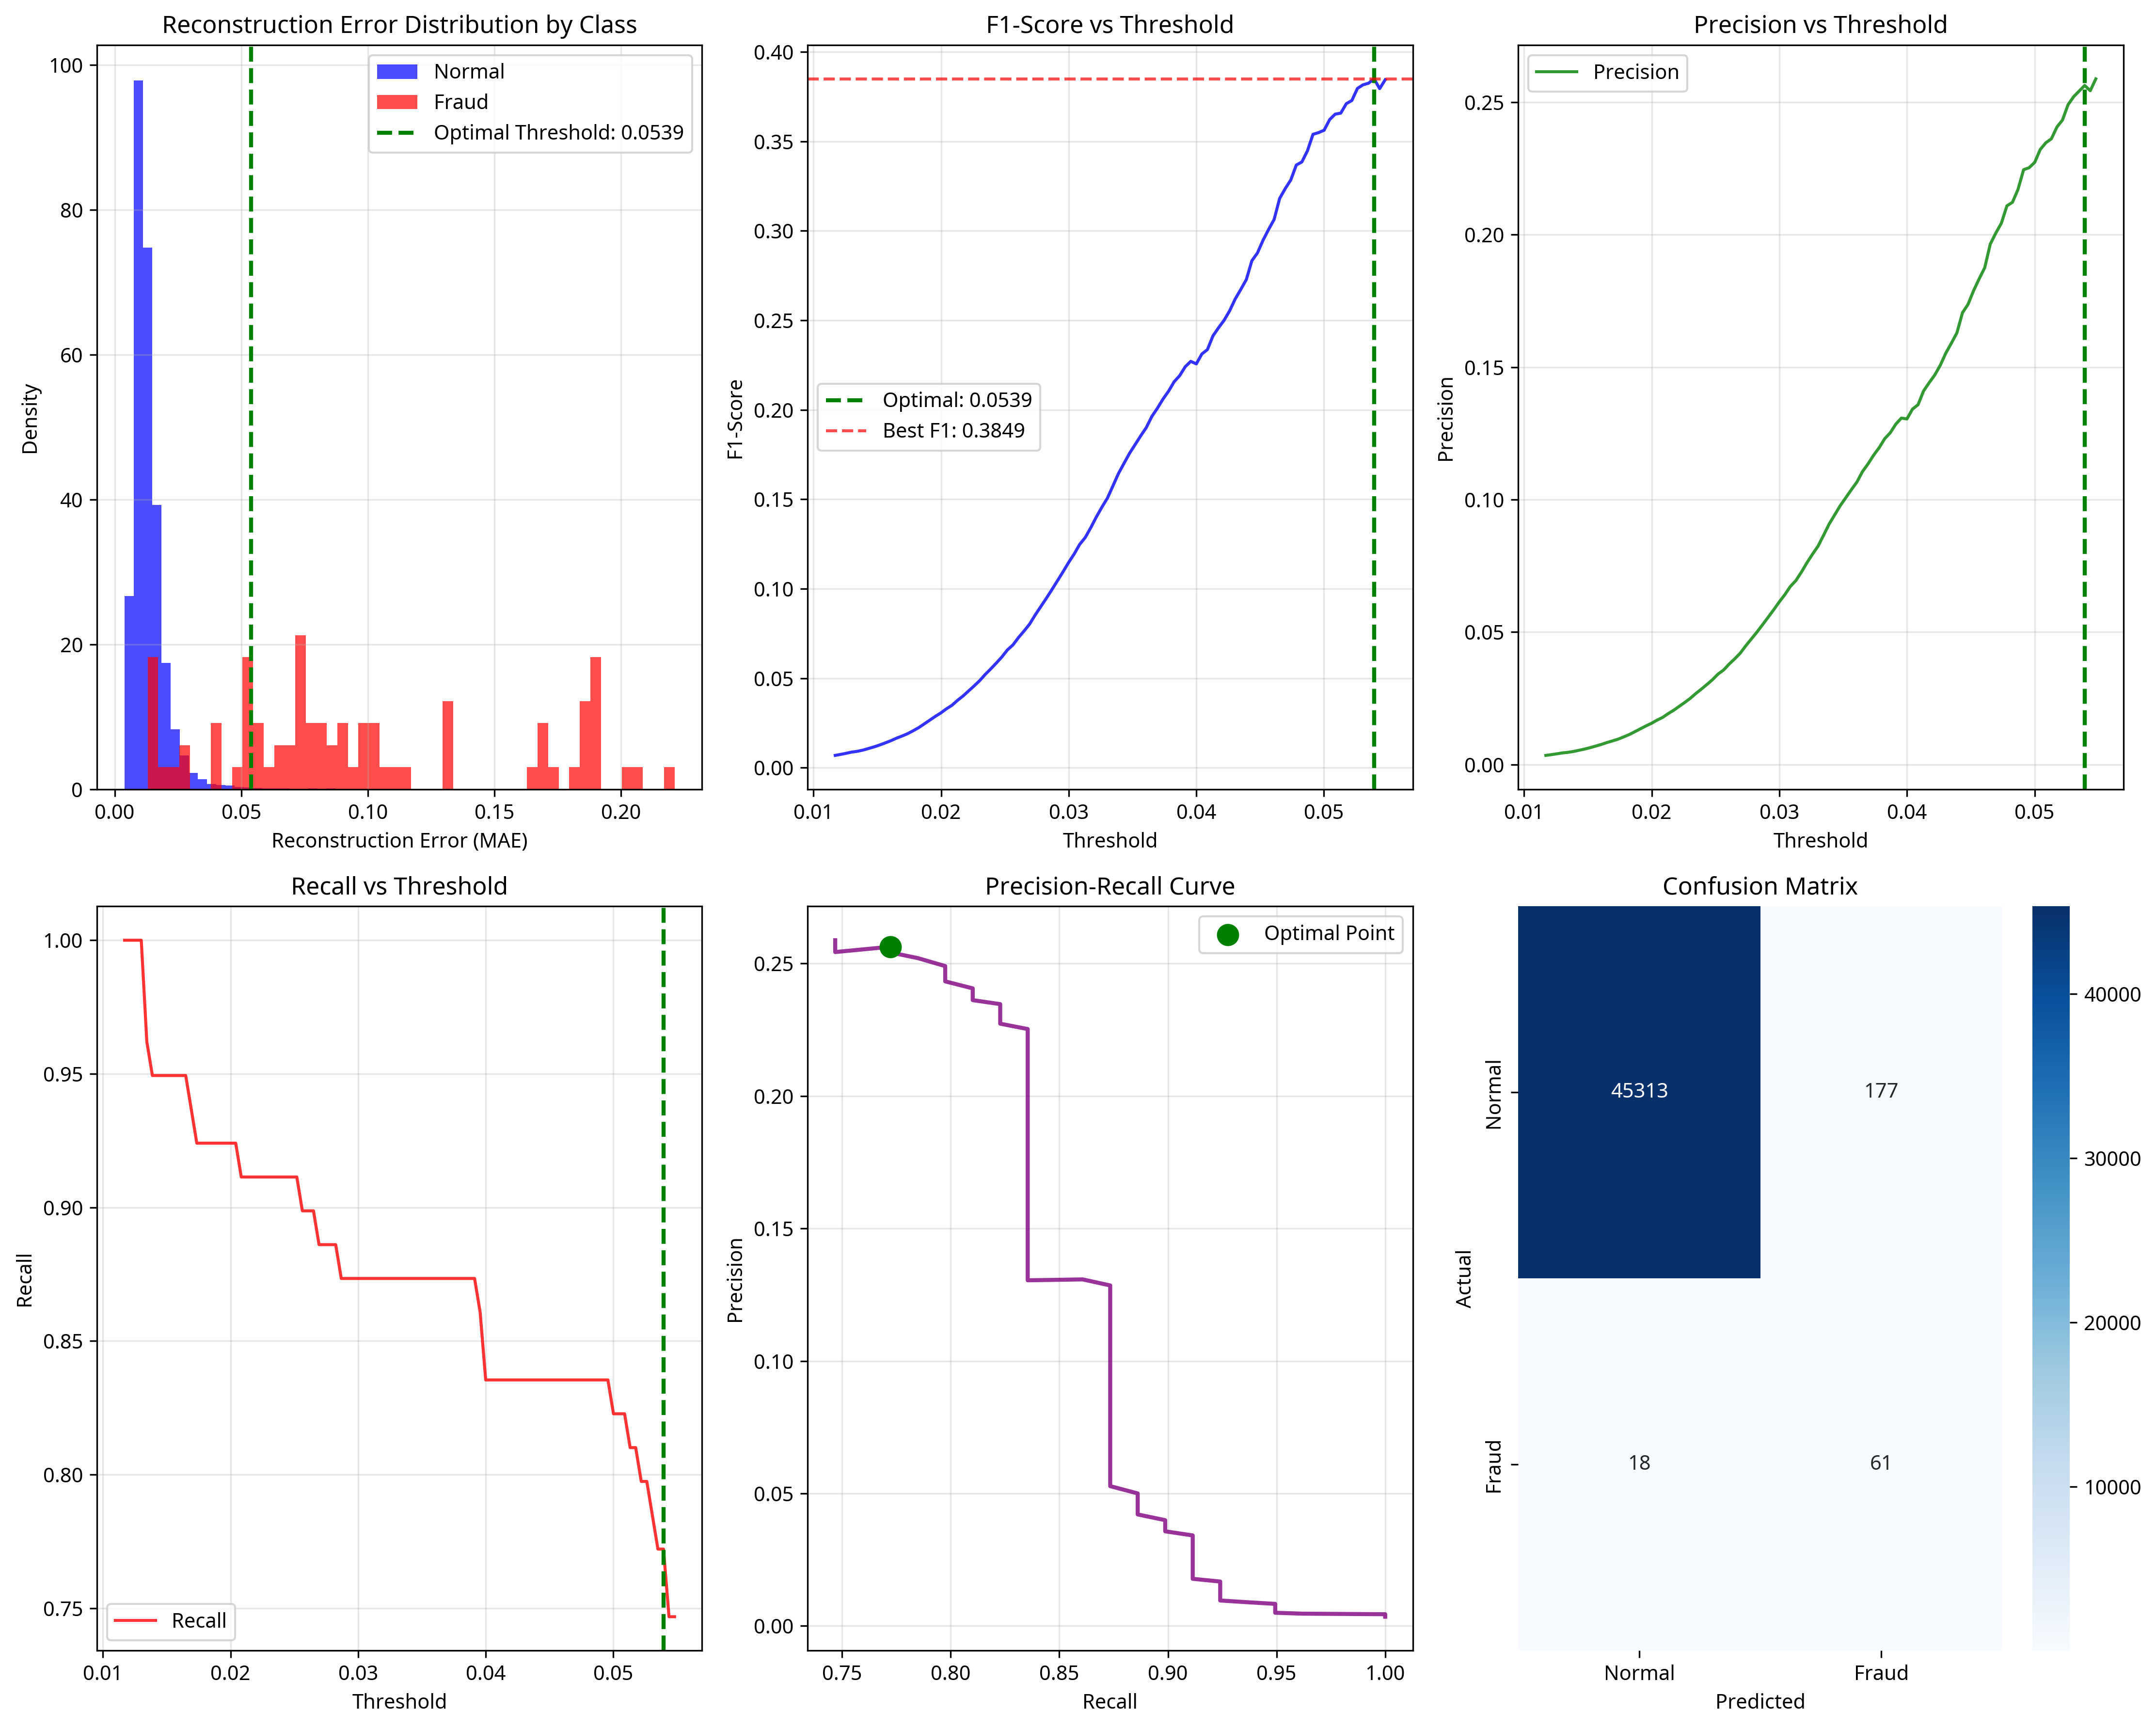 Reconstruction Error Distribution by Class
Density
100
80
60
40
20
0
Normal
Fraud
Optimal Threshold: 0.0539
0.00
0.05
0.10
0.15
0.20
Reconstruction Error (MAE)
F1-Score vs Threshold
F1-Score
0.40
0.35
0.30
0.25
0.20
0.15
0.10
0.05
0.00
Optimal: 0.0539
Best F1: 0.3849
0.01
0.02
0.03
0.04
0.05
Threshold
Precision vs Threshold
Precision
0.25
0.20
0.15
0.10
0.05
0.00
Precision
0.01
0.02
0.03
0.04
0.05
Threshold
Recall vs Threshold
Recall
1.00
0.95
0.90
0.85
0.80
0.75
Recall
0.01
0.02
0.03
0.04
0.05
Threshold
Precision-Recall Curve
Precision
0.25
0.20
0.15
0.10
0.05
0.00
Optimal Point
0.75
0.80
0.85
0.90
0.95
1.00
Recall
Confusion Matrix
Actual
Normal
Fraud
45313
177
18
61
Normal
Fraud
Predicted
40000
30000
20000
10000